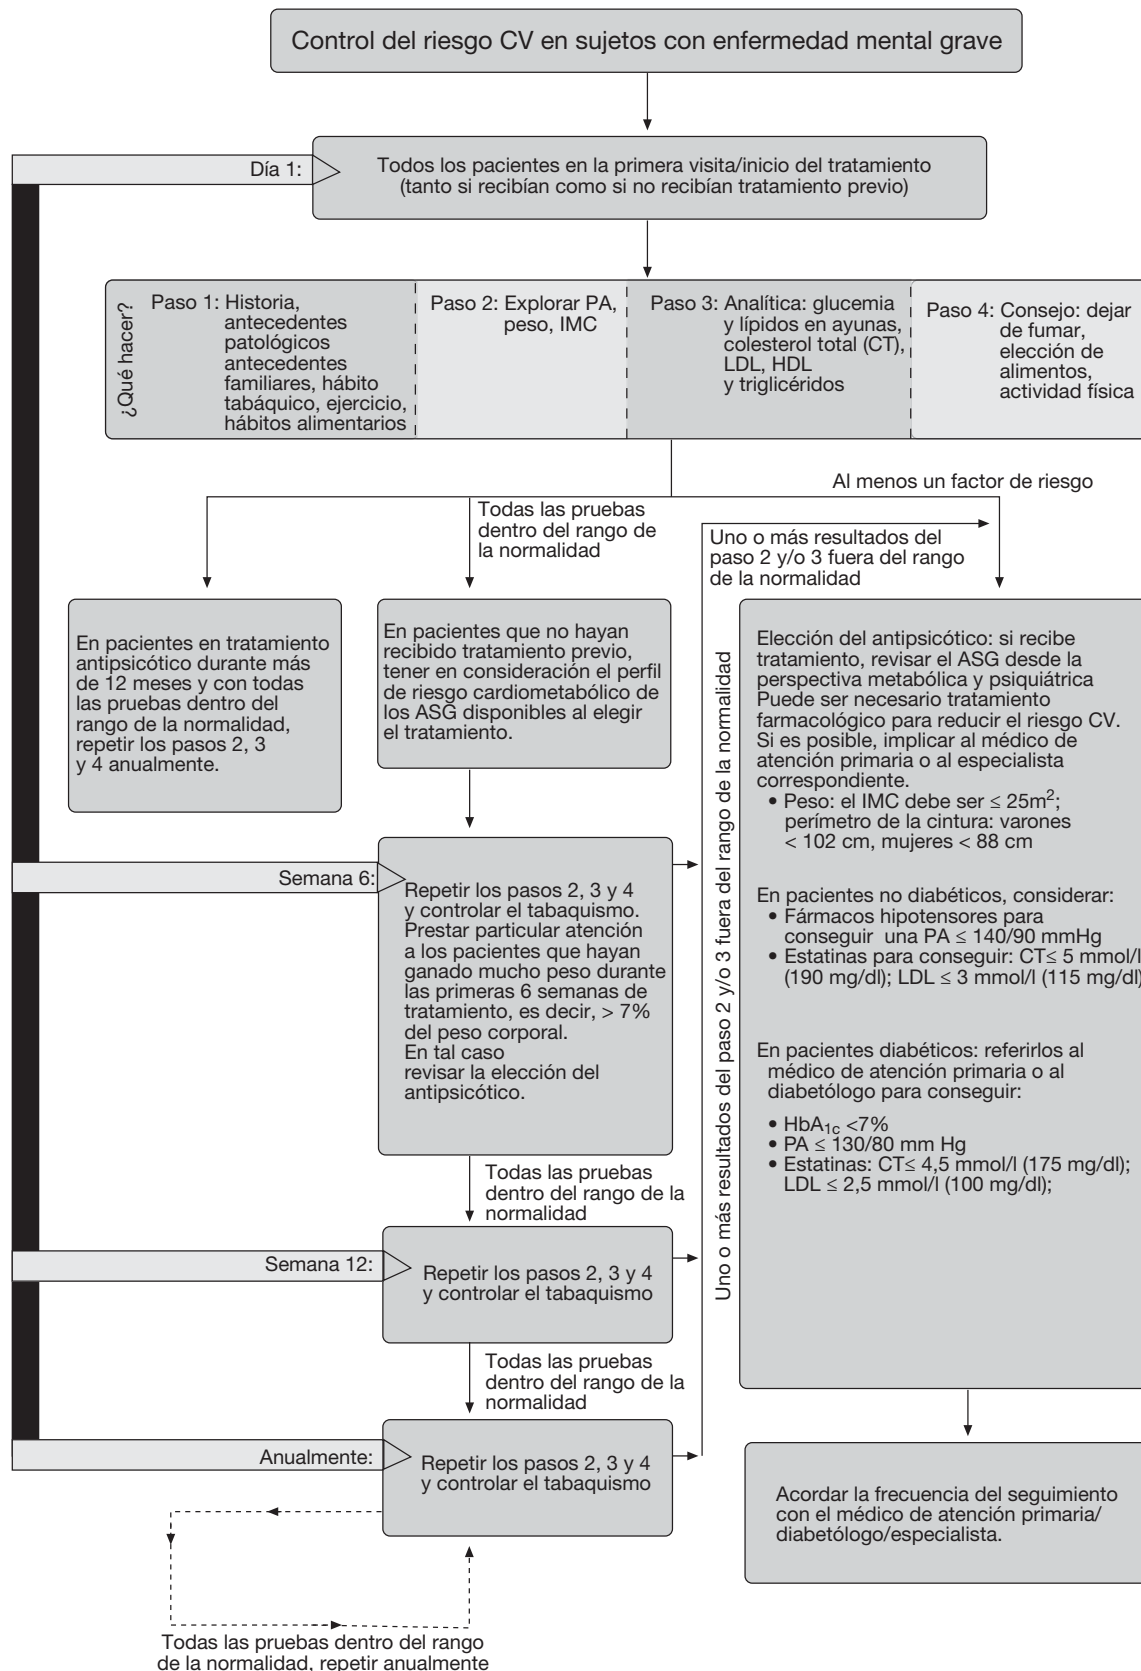 Control del riesgo CV en sujetos con enfermedad mental grave
Día 1:
Todos los pacientes en la primera visita/inicio del tratamiento
(tanto si recibían como si no recibían tratamiento previo)
¿Qué hacer?
Paso 1: Historia,
antecedentes
patológicos
antecedentes
familiares, hábito
tabáquico, ejercicio,
hábitos alimentarios
Paso 2: Explorar PA,
peso, IMC
Paso 3: Analítica: glucemia
y lípidos en ayunas,
colesterol total (CT),
LDL, HDL
y triglicéridos
Paso 4: Consejo: dejar
de fumar,
elección de
alimentos,
actividad física
Al menos un factor de riesgo
Todas las pruebas
dentro del rango de
la normalidad
Uno o más resultados del
paso 2 y/o 3 fuera del rango
de la normalidad
En pacientes en tratamiento
antipsicótico durante más
de 12 meses y con todas
las pruebas dentro del
rango de la normalidad,
repetir los pasos 2, 3
y 4 anualmente.
En pacientes que no hayan
recibido tratamiento previo,
tener en consideración el perfil
de riesgo cardiometabólico de
los ASG disponibles al elegir
el tratamiento.
Uno o más resultados del paso 2 y/o 3 fuera del rango de la normalidad
Elección del antipsicótico: si recibe
tratamiento, revisar el ASG desde la
perspectiva metabólica y psiquiátrica
Puede ser necesario tratamiento
farmacológico para reducir el riesgo CV.
Si es posible, implicar al médico de
atención primaria o al especialista
correspondiente.
• Peso: el IMC debe ser ≤ 25m²;
perímetro de la cintura: varones
< 102 cm, mujeres < 88 cm
En pacientes no diabéticos, considerar:
• Fármacos hipotensores para
conseguir una PA ≤ 140/90 mmHg
• Estatinas para conseguir: CT≤ 5 mmol/l
(190 mg/dl); LDL ≤ 3 mmol/l (115 mg/dl)
En pacientes diabéticos: referirlos al
médico de atención primaria o al
diabetólogo para conseguir:
• HbA1c <7%
• PA ≤ 130/80 mm Hg
• Estatinas: CT≤ 4,5 mmol/l (175 mg/dl);
LDL ≤ 2,5 mmol/l (100 mg/dl);
Semana 6:
Repetir los pasos 2, 3 y 4
y controlar el tabaquismo.
Prestar particular atención
a los pacientes que hayan
ganado mucho peso durante
las primeras 6 semanas de
tratamiento, es decir, > 7%
del peso corporal.
En tal caso
revisar la elección del
antipsicótico.
Todas las pruebas
dentro del rango de la
normalidad
Semana 12:
Repetir los pasos 2, 3 y 4
y controlar el tabaquismo
Todas las pruebas
dentro del rango de la
normalidad
Anualmente:
Repetir los pasos 2, 3 y 4
y controlar el tabaquismo
Acordar la frecuencia del seguimiento
con el médico de atención primaria/
diabetólogo/especialista.
Todas las pruebas dentro del rango
de la normalidad, repetir anualmente